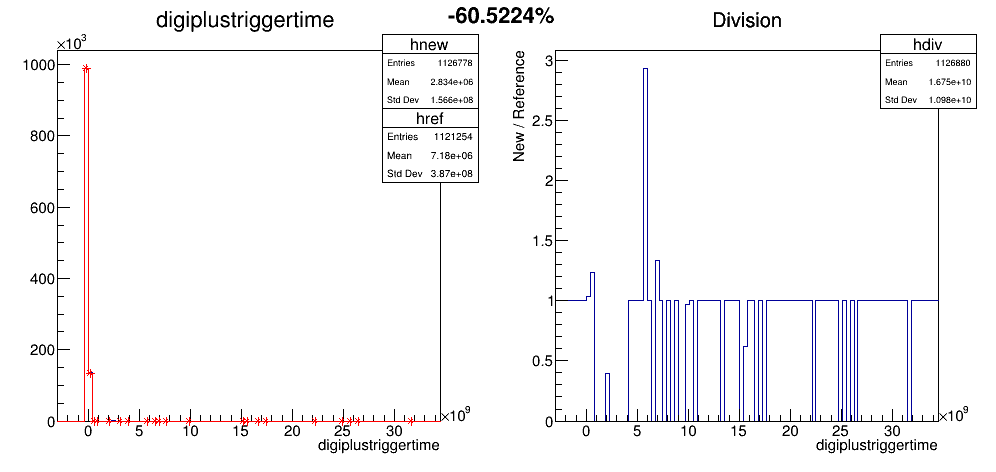 -60.5224%
digiplustriggertime
×10³
1000
800
600
400
200
0
0 5 10 15 20 25 30
×10⁹
digiplustriggertime
hnew
Entries 1126778
Mean 2.834e+06
Std Dev 1.566e+08
href
Entries 1121254
Mean 7.18e+06
Std Dev 3.87e+08
Division
New / Reference
3
2.5
2
1.5
1
0.5
0
0 5 10 15 20 25 30
×10⁹
digiplustriggertime
hdiv
Entries 1126880
Mean 1.675e+10
Std Dev 1.098e+10